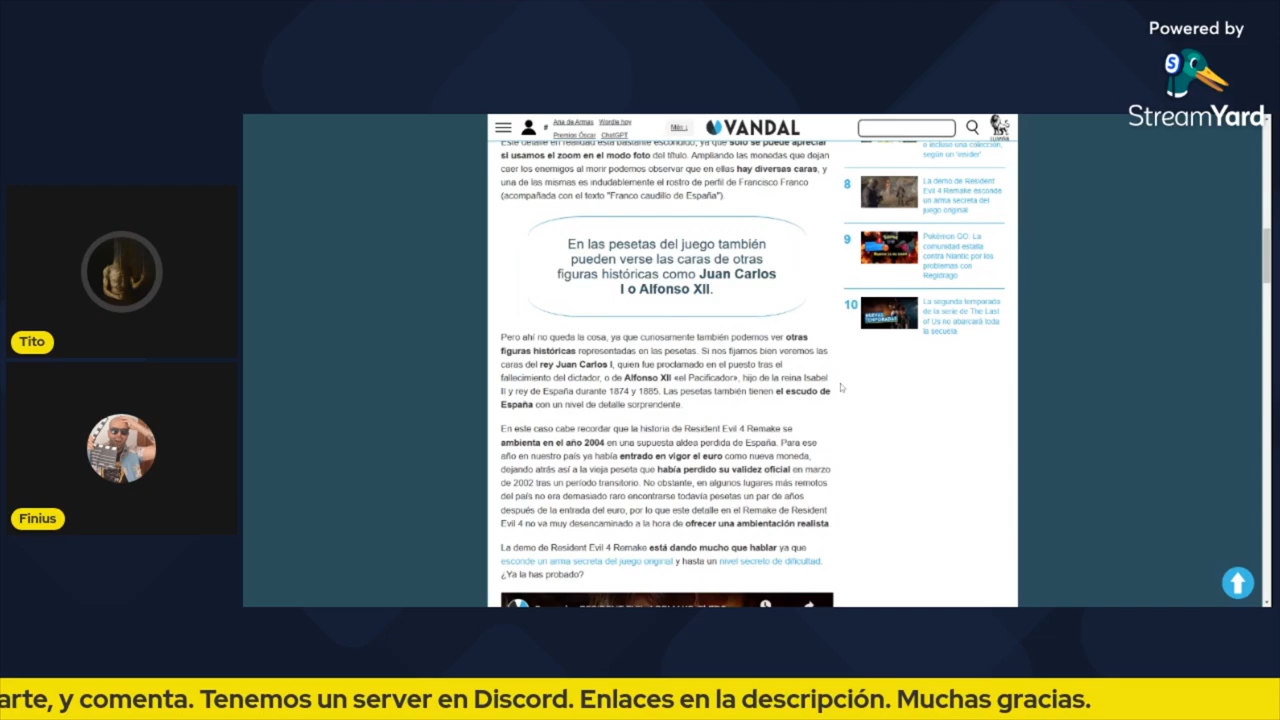 Powered by
StreamYard
# Ana de Armas Wordle hoy
Premios Óscar ChatGPT
Más ↓
VANDAL
Este detalle en realidad está bastante escondido, ya que solo se puede apreciar
si usamos el zoom en el modo foto del título. Ampliando las monedas que dejan
caer los enemigos al morir podemos observar que en ellas hay diversas caras, y
una de las mismas es indudablemente el rostro de perfil de Francisco Franco
(acompañada con el texto "Franco caudillo de España").
En las pesetas del juego también
pueden verse las caras de otras
figuras históricas como Juan Carlos
I o Alfonso XII.
Pero ahí no queda la cosa, ya que curiosamente también podemos ver otras
figuras históricas representadas en las pesetas. Si nos fijamos bien veremos las
caras del rey Juan Carlos I, quien fue proclamado en el puesto tras el
fallecimiento del dictador, o de Alfonso XII «el Pacificador», hijo de la reina Isabel
II y rey de España durante 1874 y 1885. Las pesetas también tienen el escudo de
España con un nivel de detalle sorprendente.
En este caso cabe recordar que la historia de Resident Evil 4 Remake se
ambienta en el año 2004 en una supuesta aldea perdida de España. Para ese
año en nuestro país ya había entrado en vigor el euro como nueva moneda,
dejando atrás así a la vieja peseta que había perdido su validez oficial en marzo
de 2002 tras un período transitorio. No obstante, en algunos lugares más remotos
del país no era demasiado raro encontrarse todavía pesetas un par de años
después de la entrada del euro, por lo que este detalle en el Remake de Resident
Evil 4 no va muy desencaminado a la hora de ofrecer una ambientación realista
La demo de Resident Evil 4 Remake está dando mucho que hablar ya que
esconde un arma secreta del juego original y hasta un nivel secreto de dificultad.
¿Ya la has probado?
o incluso una colección,
según un 'insider'
8
La demo de Resident
Evil 4 Remake esconde
un arma secreta del
juego original
9
Pokémon GO: La
comunidad estalla
contra Niantic por los
problemas con
Regidrago
10
La segunda temporada
de la serie de The Last
of Us no abarcará toda
la secuela
Tito
Finius
arte, y comenta. Tenemos un server en Discord. Enlaces en la descripción. Muchas gracias.